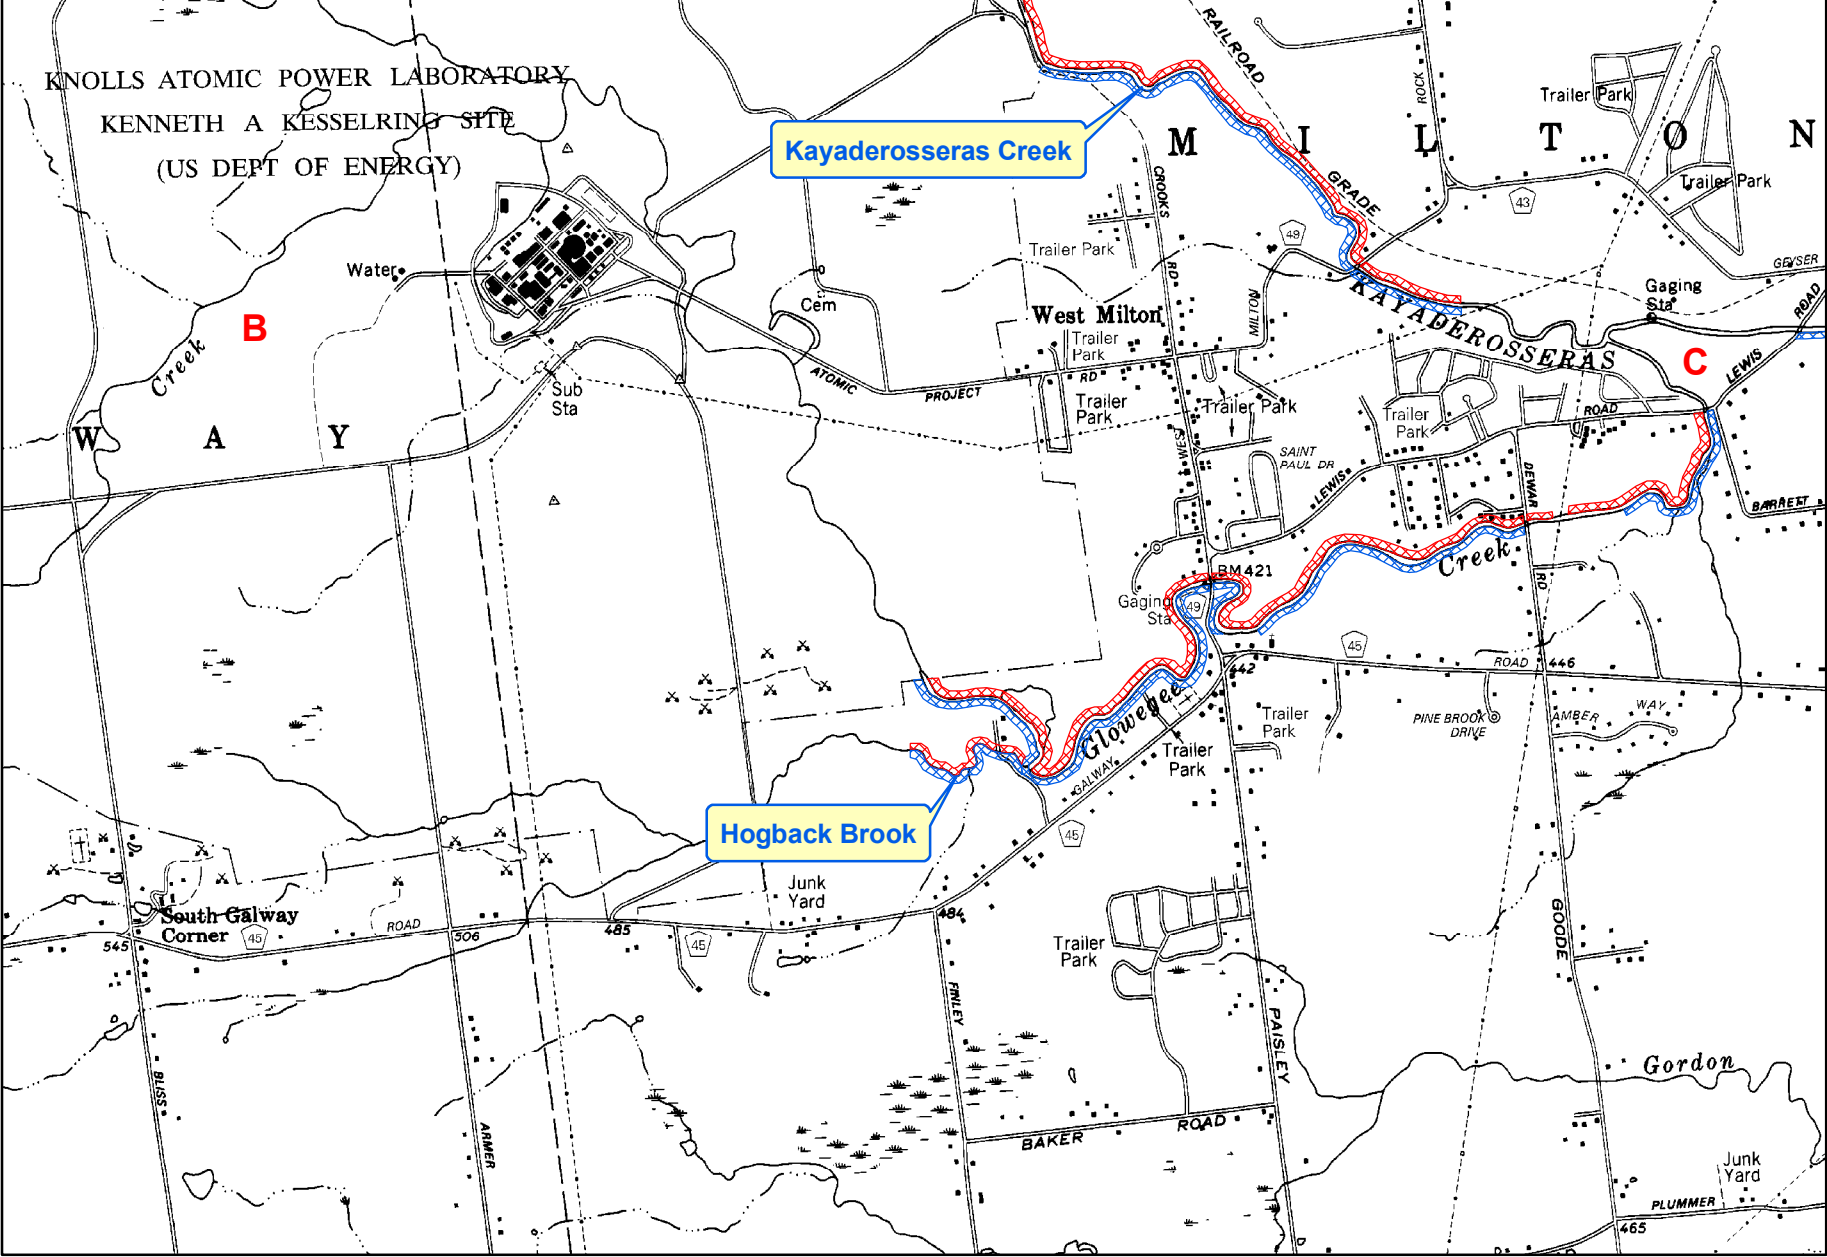 KNOLLS ATOMIC POWER LABORATORY
KENNETH A KESSELRING SITE
(US DEPT OF ENERGY)
RAILROAD
GRADE
ROCK
Trailer Park
Kayaderosseras Creek
M I L T O N
Trailer Park
43
CROOKS
RD
Trailer Park
49
Water
B
Creek
Cem
West Milton
MILTON
KAYADEROSSERAS
Gaging
Sta
GEYSER
ROAD
C
Trailer
Park
RD
ATOMIC
PROJECT
Sub
Sta
Trailer
Park
Trailer Park
Trailer
Park
ROAD
LEWIS
W A Y
WEST
SAINT
PAUL DR
LEWIS
DEWAR
RD
BARRETT
Creek
BM421
Gaging
Sta
49
45
442
ROAD
446
Glowegee
Trailer
Park
PINE BROOK
DRIVE
AMBER
WAY
Trailer
Park
GALWAY
Hogback Brook
45
Junk
Yard
South Galway
Corner
45
ROAD
545
506
485
45
484
Trailer
Park
GOODE
FINLEY
PAISLEY
BLISS
ARMER
Gordon
BAKER
ROAD
Junk
Yard
PLUMMER
465